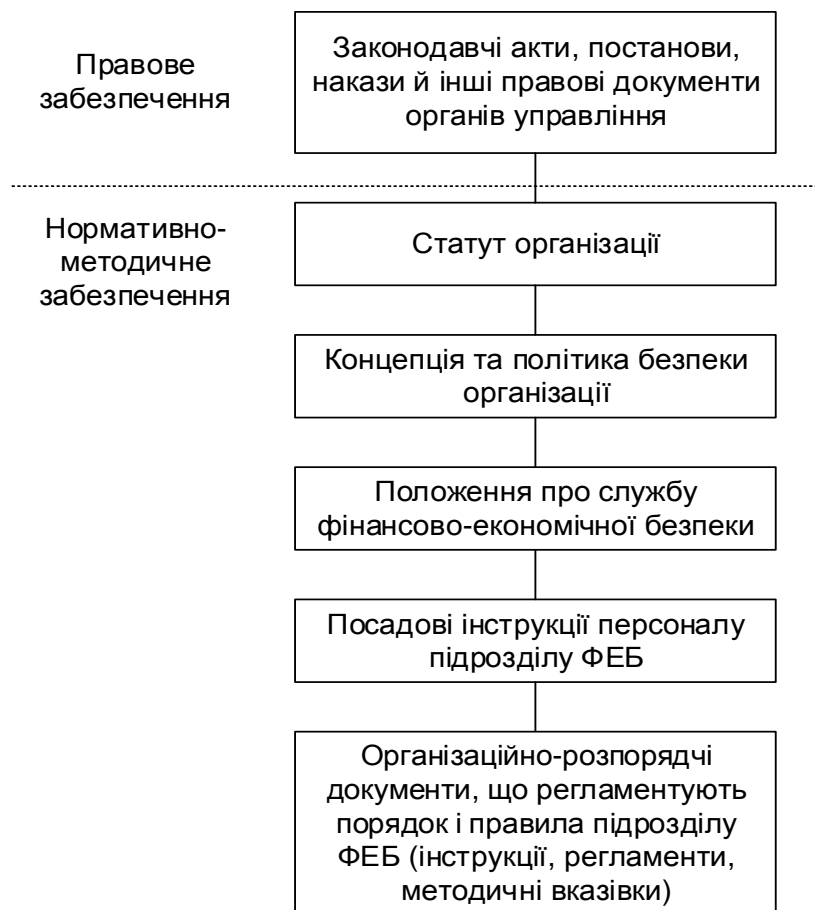 Правове
забезпечення
Законодавчі акти, постанови,
накази й інші правові документи
органів управління
Нормативно-
методичне
забезпечення
Статут організації
Концепція та політика безпеки
організації
Положення про службу
фінансово-економічної безпеки
Посадові інструкції персоналу
підрозділу ФЕБ
Організаційно-розпорядчі
документи, що регламентують
порядок і правила підрозділу
ФЕБ (інструкції, регламенти,
методичні вказівки)